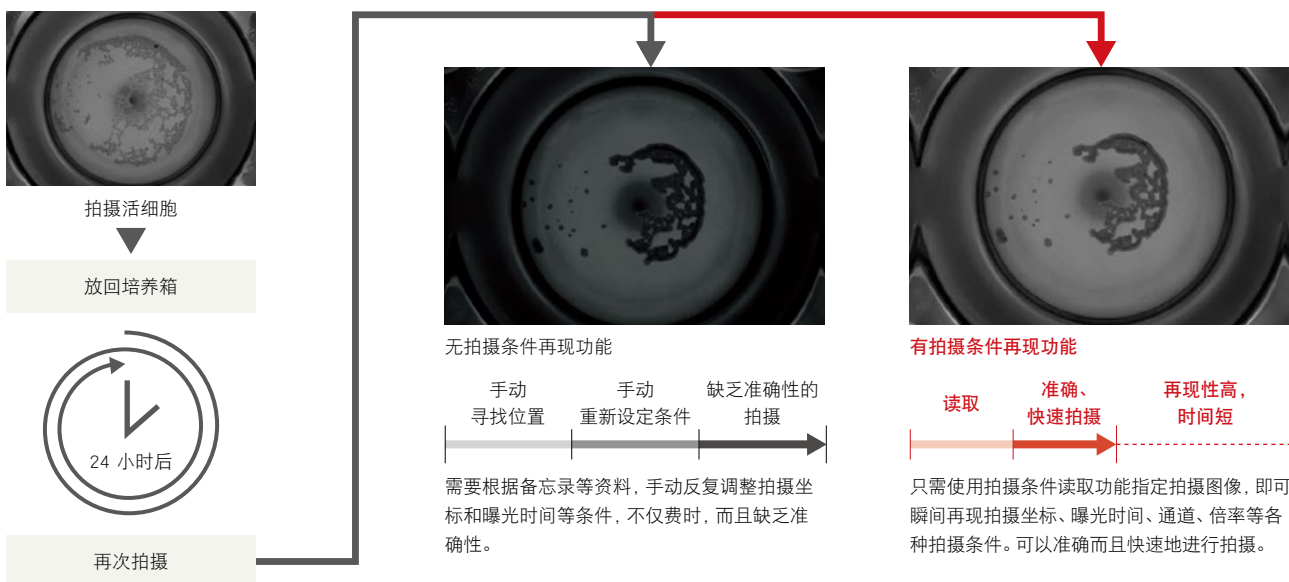 拍摄活细胞
放回培养箱
24 小时后
再次拍摄
无拍摄条件再现功能
手动
寻找位置
手动
重新设定条件
缺乏准确性的
拍摄
需要根据备忘录等资料，手动反复调整拍摄坐
标和曝光时间等条件，不仅费时，而且缺乏准
确性。
有拍摄条件再现功能
读取
准确、
快速拍摄
再现性高，
时间短
只需使用拍摄条件读取功能指定拍摄图像，即可
瞬间再现拍摄坐标、曝光时间、通道、倍率等各
种拍摄条件。可以准确而且快速地进行拍摄。